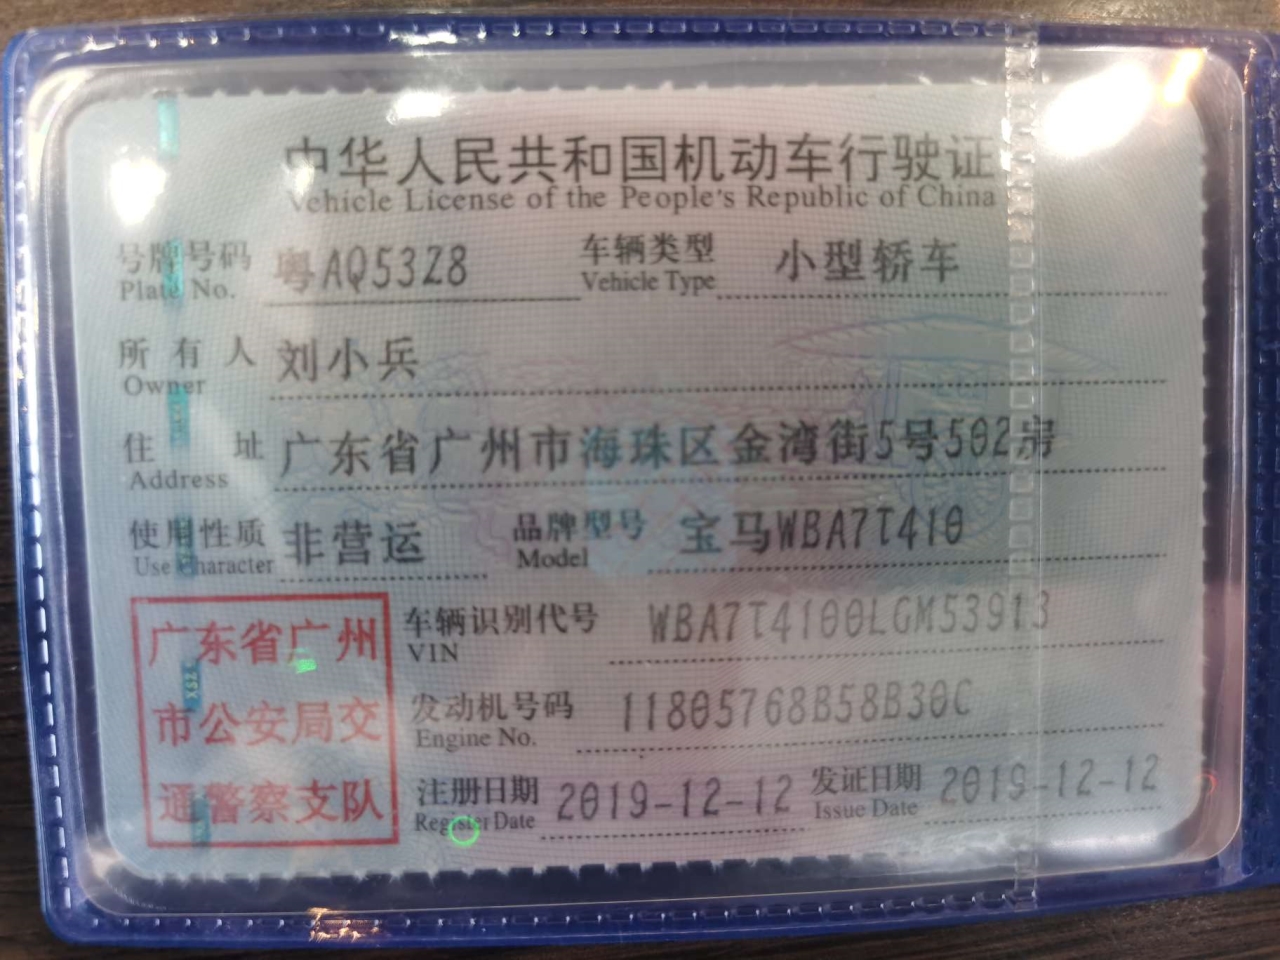 中华人民共和国机动车行驶证
Vehicle License of the People's Republic of China
号牌号码 粤AQ53Z8 车辆类型 小型轿车
Plate No. Vehicle Type
所有人 刘小兵
Owner
住址 广东省广州市海珠区金湾街5号502房
Address
使用性质 非营运 品牌型号 宝马WBA7T410
Use Character Model
广东省广州
市公安局交
通警察支队
车辆识别代号 WBA7T4100LGM53913
VIN
发动机号码 11805768B58B30C
Engine No.
注册日期 2019-12-12 发证日期 2019-12-12
Register Date Issue Date